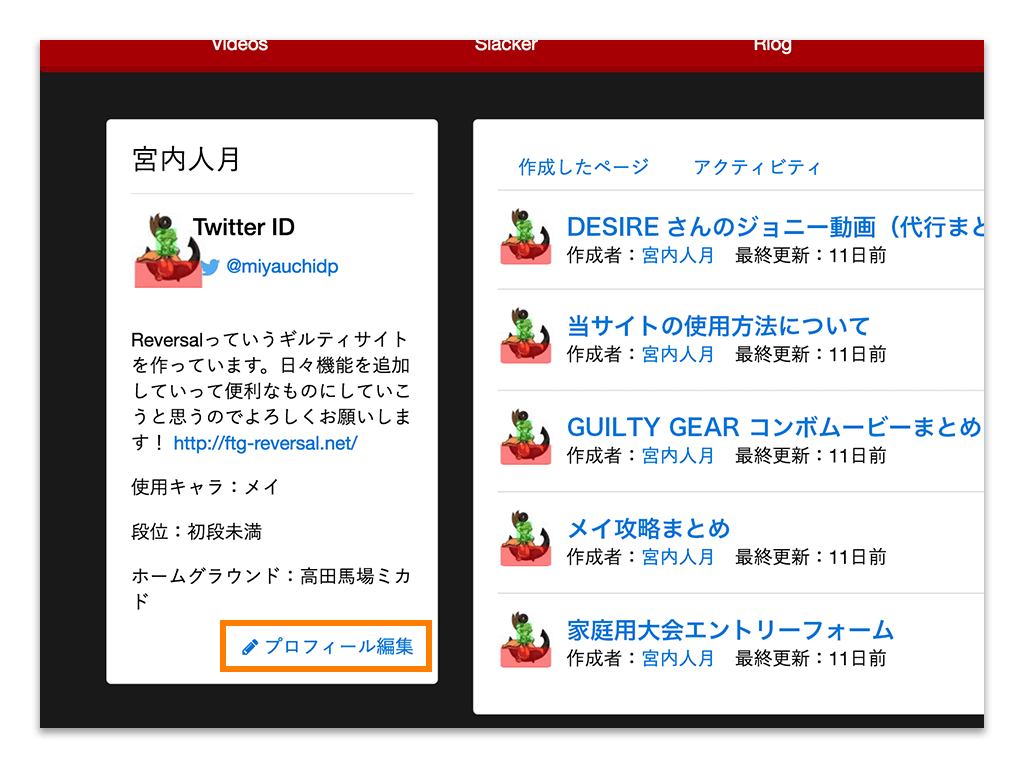 Videos
Slacker
Blog
宮内人月
Twitter ID
@miyauchidp
Reversalっていうギルティサイト
を作っています。日々機能を追加
していって便利なものにしていこ
うと思うのでよろしくお願いしま
す！ http://ftg-reversal.net/
使用キャラ：メイ
段位：初段未満
ホームグラウンド：高田馬場ミカ
ド
プロフィール編集
作成したページ アクティビティ
DESIRE さんのジョニー動画（代行まと
作成者：宮内人月 最終更新：11日前
当サイトの使用方法について
作成者：宮内人月 最終更新：11日前
GUILTY GEAR コンボムービーまとめ
作成者：宮内人月 最終更新：11日前
メイ攻略まとめ
作成者：宮内人月 最終更新：11日前
家庭用大会エントリーフォーム
作成者：宮内人月 最終更新：11日前